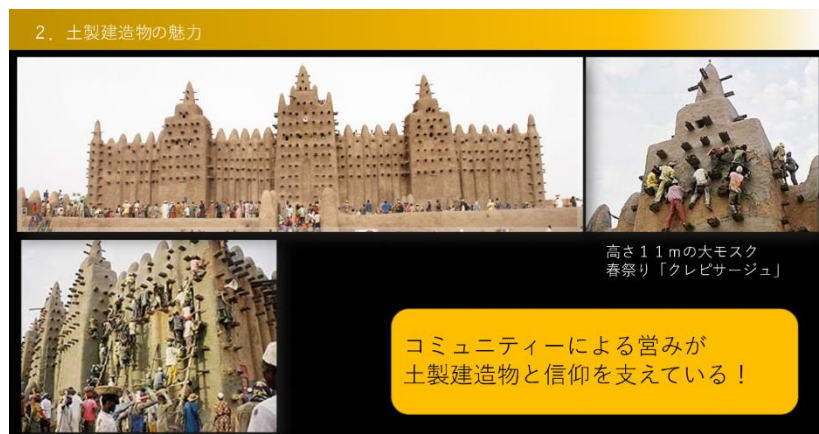 ２．土製建造物の魅力
高さ１１ｍの大モスク
春祭り「クレピサージュ」
コミュニティーによる営みが
土製建造物と信仰を支えている！